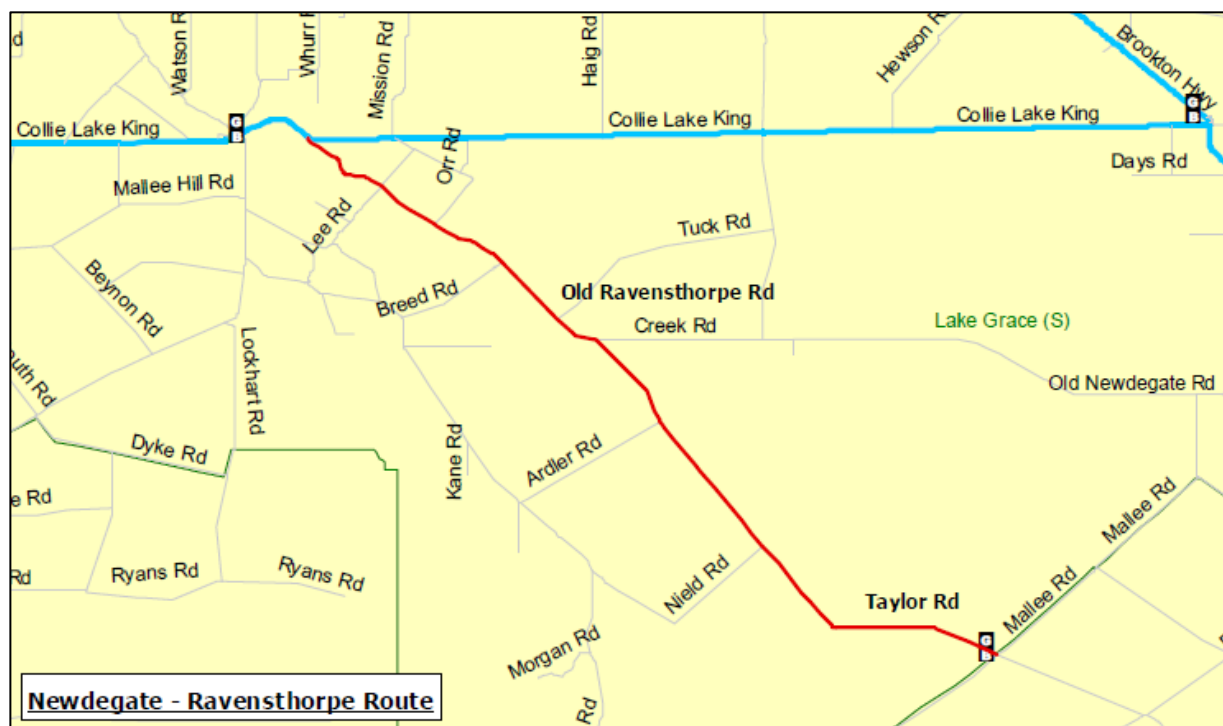 Watson R
Whurr R
Mission Rd
Haig Rd
Hewson R
Brookton Hwy
G
B
G
B
Collie Lake King
Collie Lake King
Collie Lake King
Orr Rd
Days Rd
Mallee Hill Rd
Lee Rd
Tuck Rd
Beynon Rd
Breed Rd
Old Ravensthorpe Rd
Creek Rd
Lake Grace (S)
outh Rd
Lockhart Rd
Old Newdegate Rd
Dyke Rd
Kane Rd
Ardler Rd
Mallee Rd
e Rd
Rd
Ryans Rd
Ryans Rd
Nield Rd
Taylor Rd
Mallee Rd
Morgan Rd
Rd
Newdegate - Ravensthorpe Route